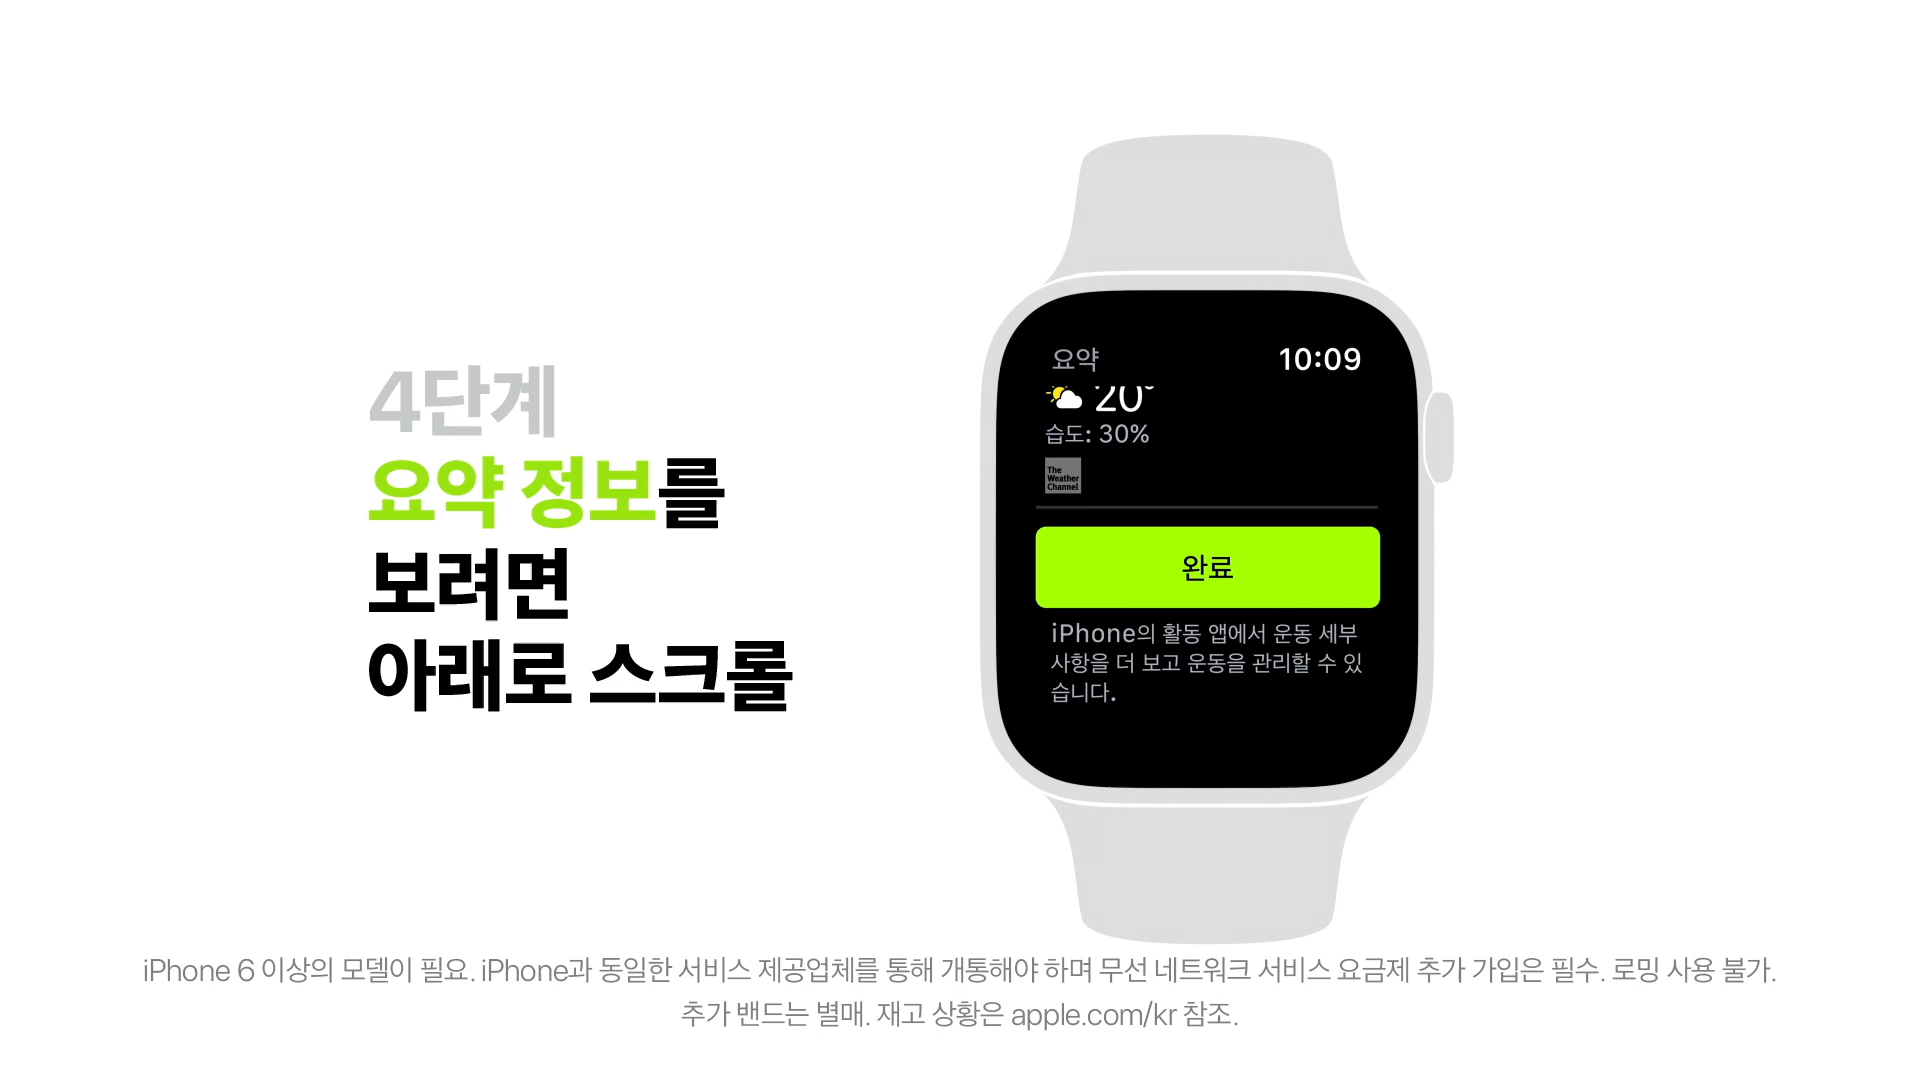 4단계
요약 정보를
보려면
아래로 스크롤
요약
10:09
20°
습도: 30%
The
Weather
Channel
완료
iPhone의 활동 앱에서 운동 세부
사항을 더 보고 운동을 관리할 수 있
습니다.
iPhone 6 이상의 모델이 필요. iPhone과 동일한 서비스 제공업체를 통해 개통해야 하며 무선 네트워크 서비스 요금제 추가 가입은 필수. 로밍 사용 불가.
추가 밴드는 별매. 재고 상황은 apple.com/kr 참조.